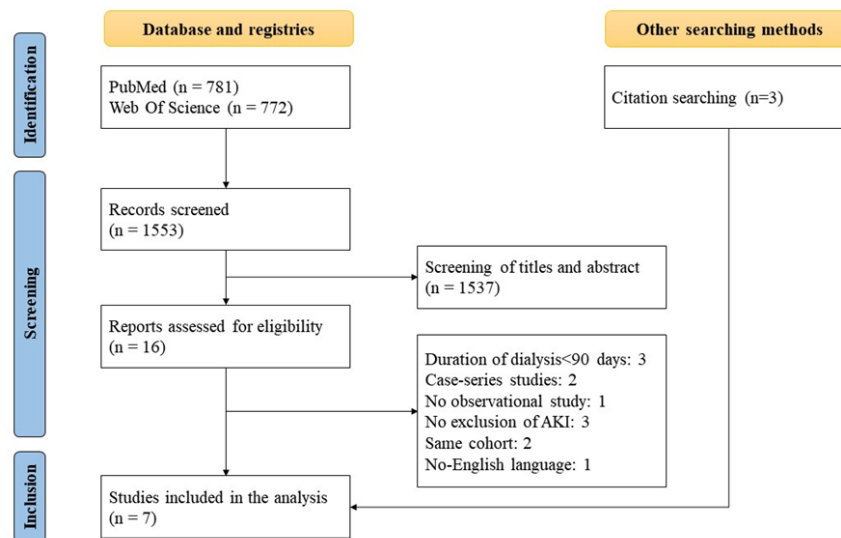 Database and registries
Other searching methods
Identification
PubMed (n = 781)
Web Of Science (n = 772)
Citation searching (n=3)
Screening
Records screened
(n = 1553)
Screening of titles and abstract
(n = 1537)
Reports assessed for eligibility
(n = 16)
Duration of dialysis<90 days: 3
Case-series studies: 2
No observational study: 1
No exclusion of AKI: 3
Same cohort: 2
No-English language: 1
Inclusion
Studies included in the analysis
(n = 7)